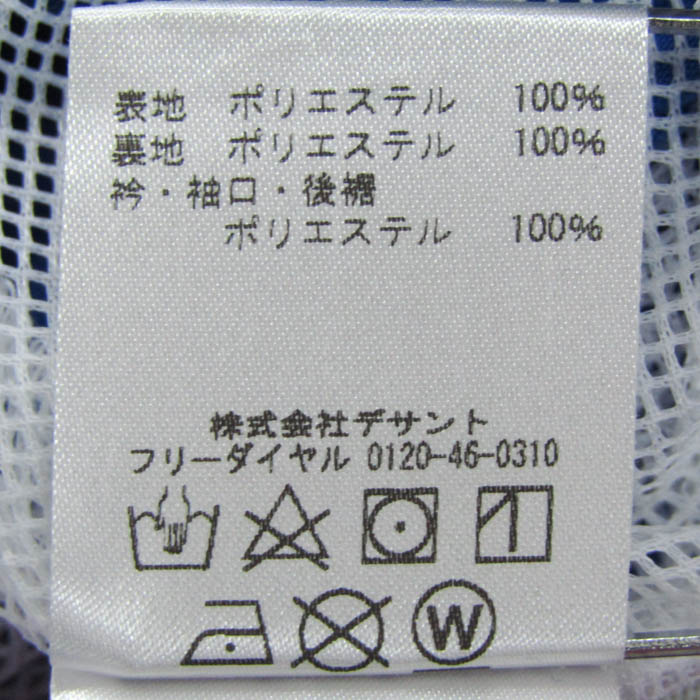 表地 ポリエステル 100%
裏地 ポリエステル 100%
衿・袖口・後裾
ポリエステル 100%
株式会社デサント
フリーダイヤル 0120-46-0310
W